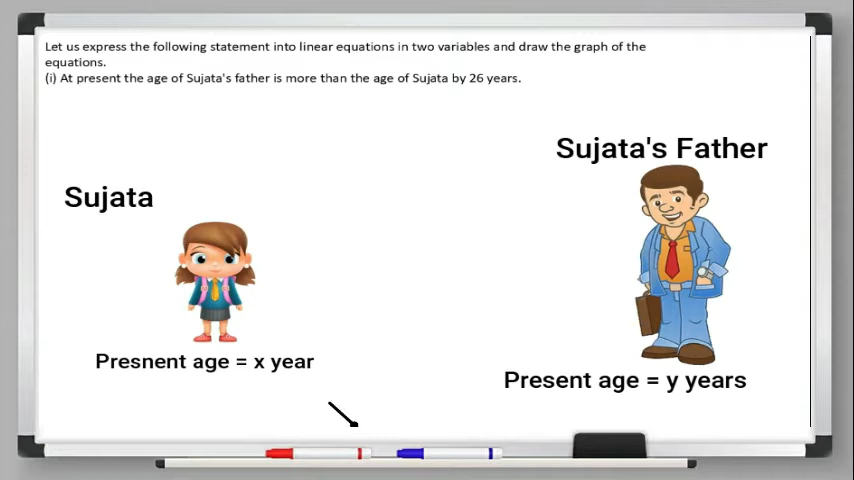 Let us express the following statement into linear equations in two variables and draw the graph of the
equations.
(i) At present the age of Sujata's father is more than the age of Sujata by 26 years.
Sujata's Father
Sujata
Presnent age = x year
Present age = y years